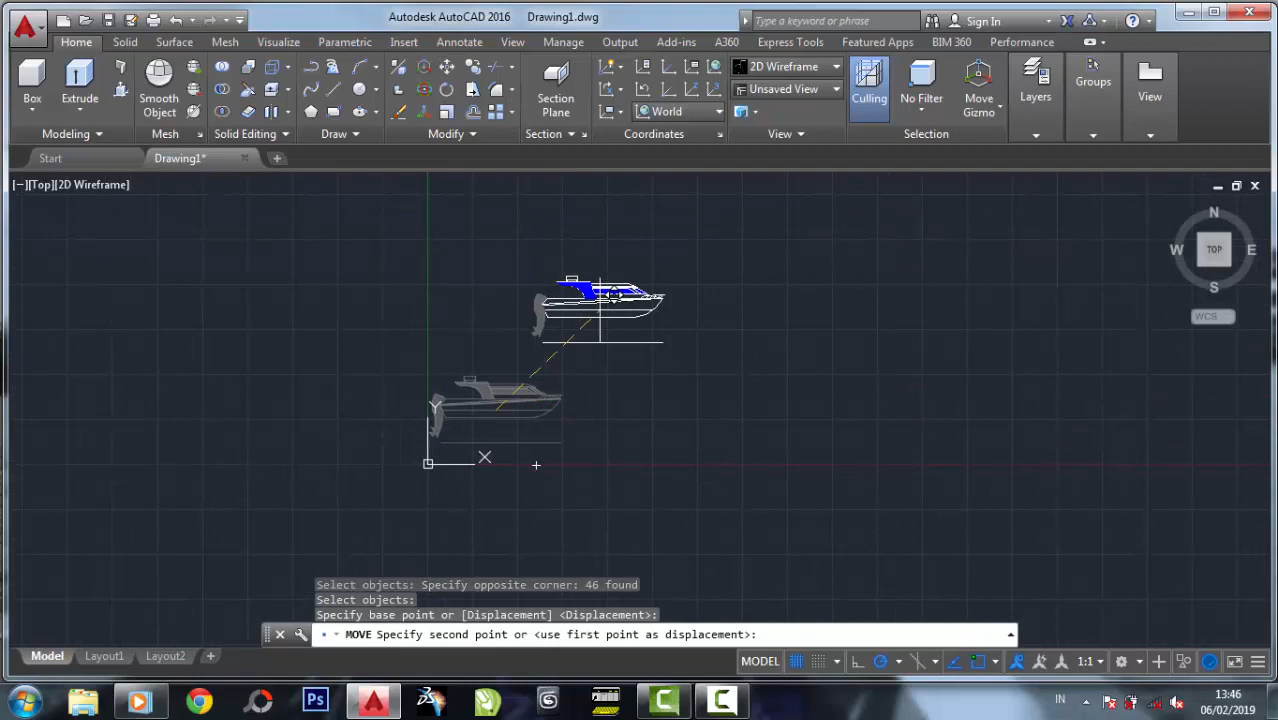 Autodesk AutoCAD 2016 Drawing1.dwg
Type a keyword or phrase
Sign In
Home Solid Surface Mesh Visualize Parametric Insert Annotate View Manage Output Add-ins A360 Express Tools Featured Apps BIM 360 Performance
Box
Extrude
Smooth
Object
Section
Plane
World
2D Wireframe
Unsaved View
Culling
No Filter
Move
Gizmo
Layers
Groups
View
Modeling Mesh Solid Editing Draw Modify Section Coordinates View Selection
Start
Drawing1*
[−][Top][2D Wireframe]
N
W
TOP
E
S
WCS
Y
X
Select objects: Specify opposite corner: 46 found
Select objects:
Specify base point or [Displacement] <Displacement>:
MOVE Specify second point or <use first point as displacement>:
Model Layout1 Layout2
MODEL
1:1
Ps
IN
13:46
06/02/2019